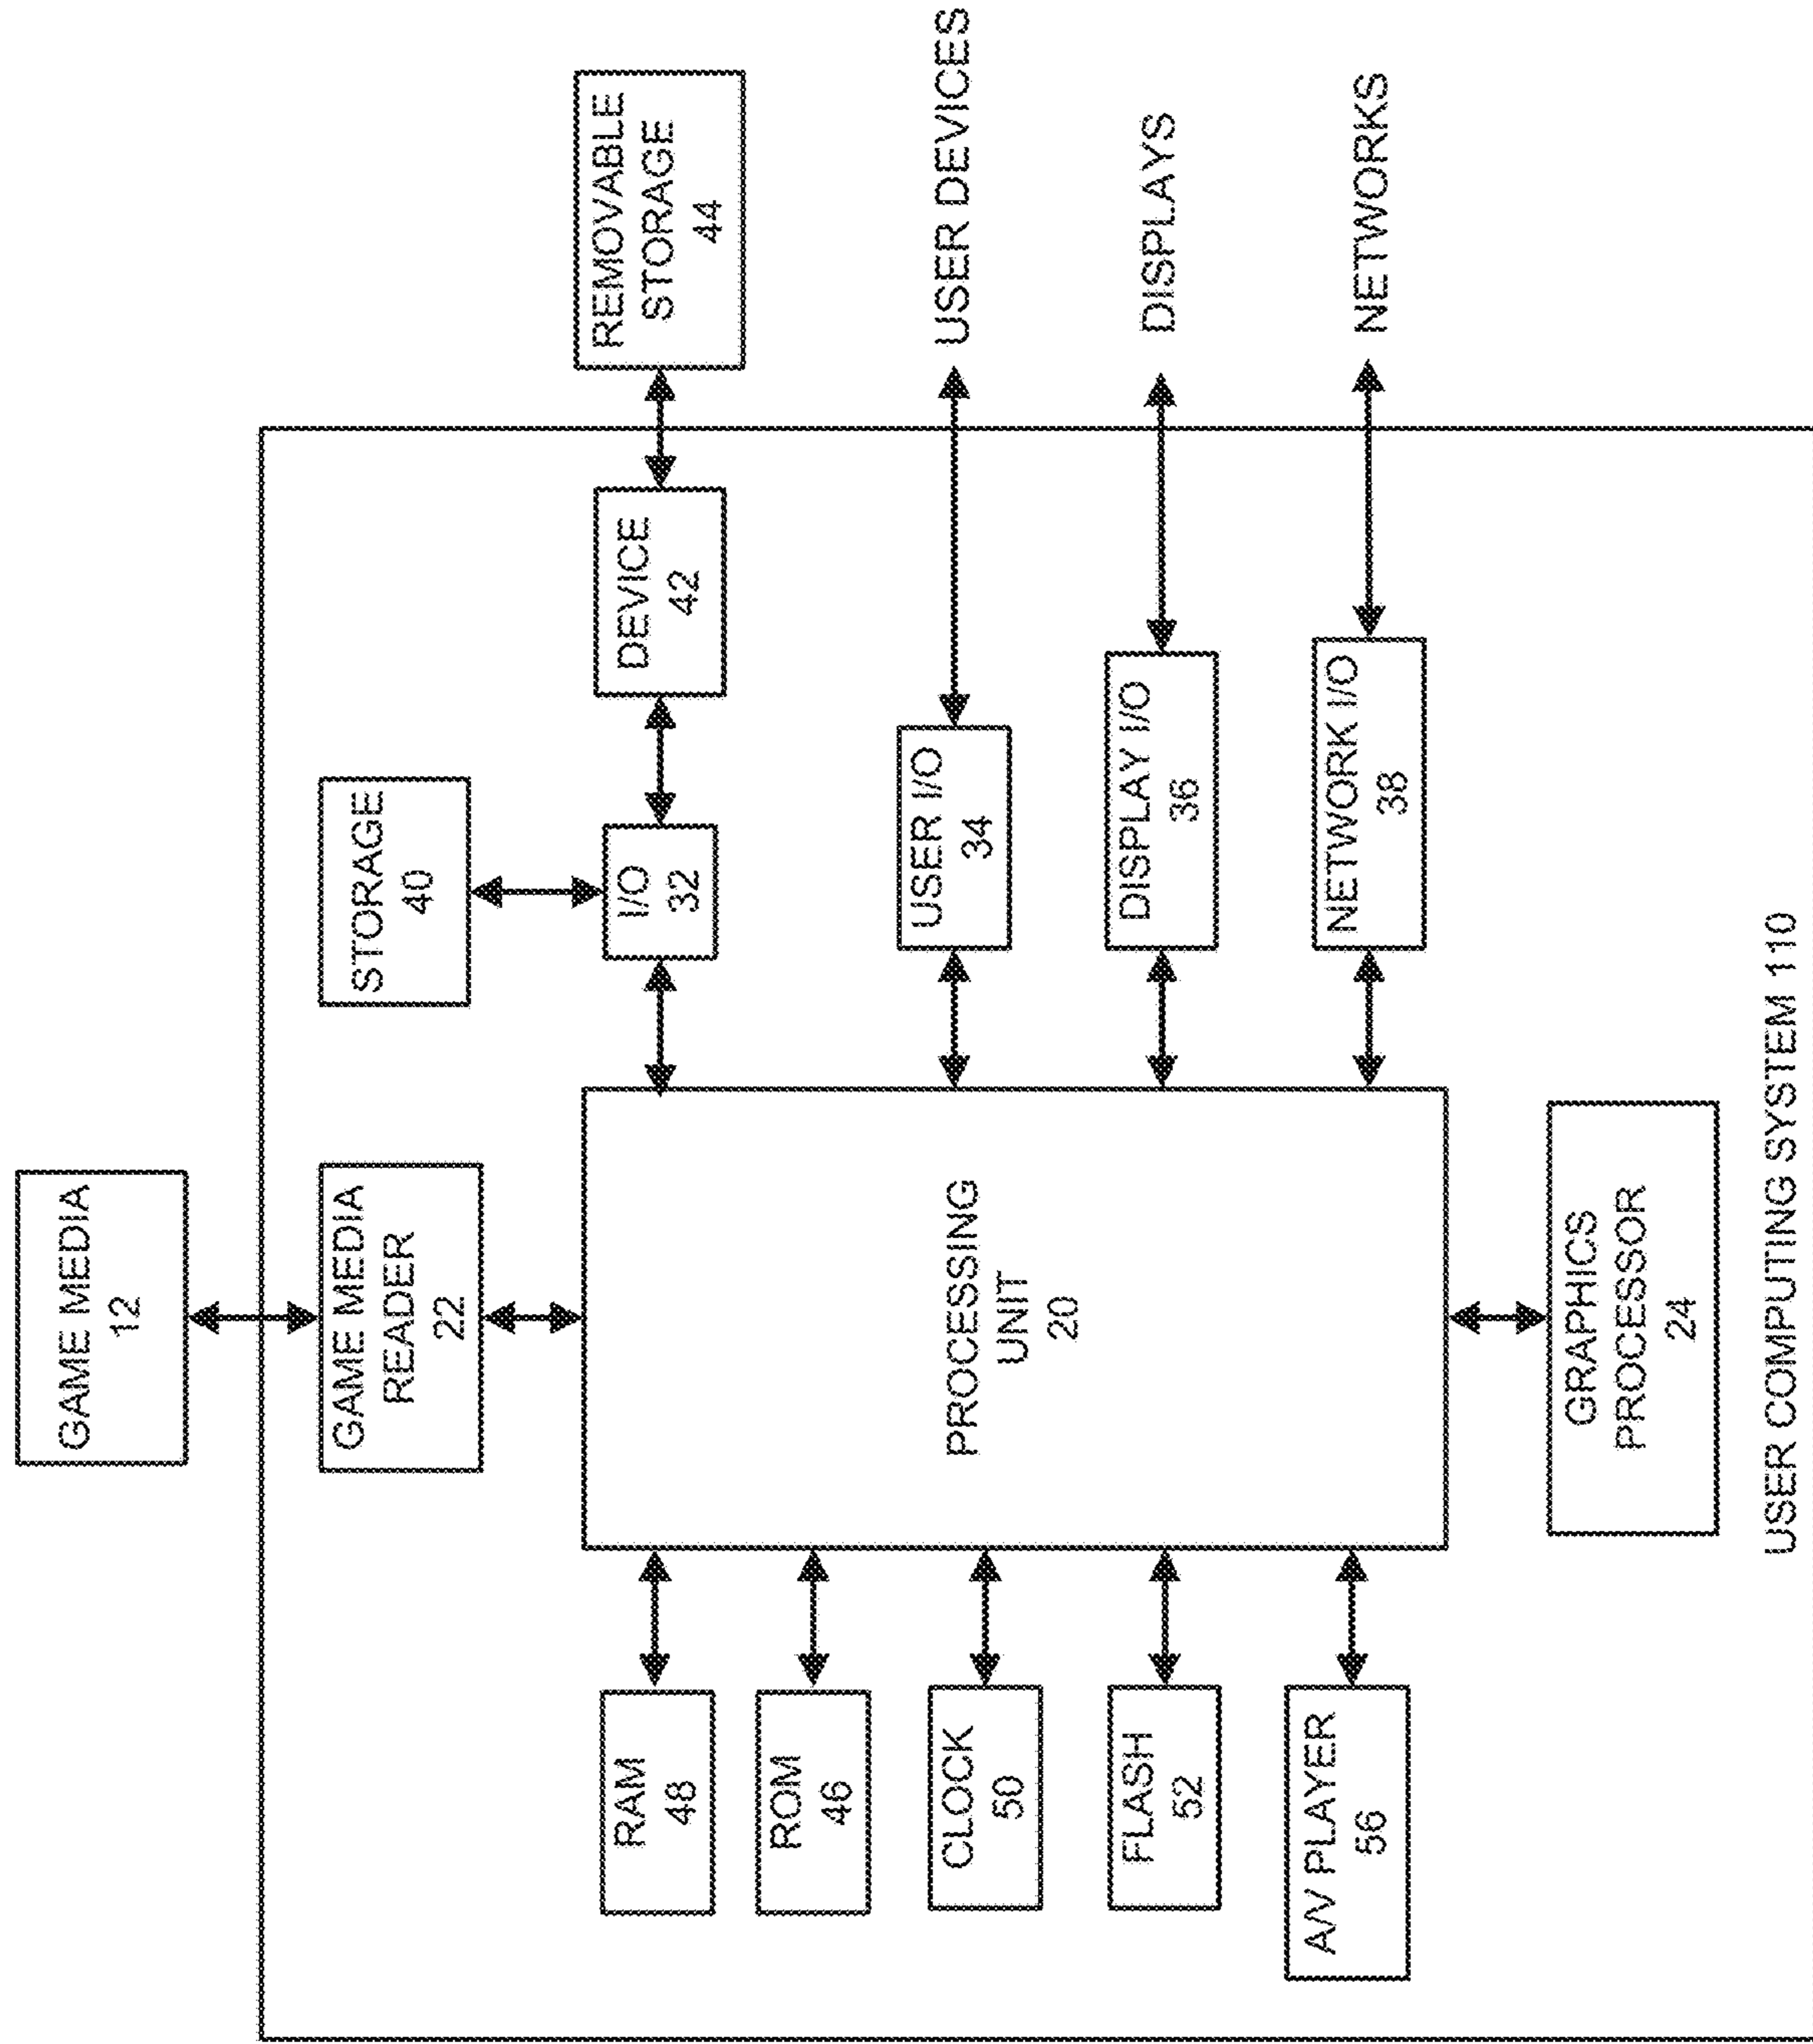 GAME MEDIA
12
GAME MEDIA
READER
22
STORAGE
40
I/O
32
DEVICE
42
REMOVABLE
STORAGE
44
RAM
48
ROM
46
CLOCK
50
FLASH
52
A/V PLAYER
56
PROCESSING
UNIT
20
USER I/O
34
USER DEVICES
DISPLAY I/O
36
DISPLAYS
NETWORK I/O
38
NETWORKS
GRAPHICS
PROCESSOR
24
USER COMPUTING SYSTEM 110